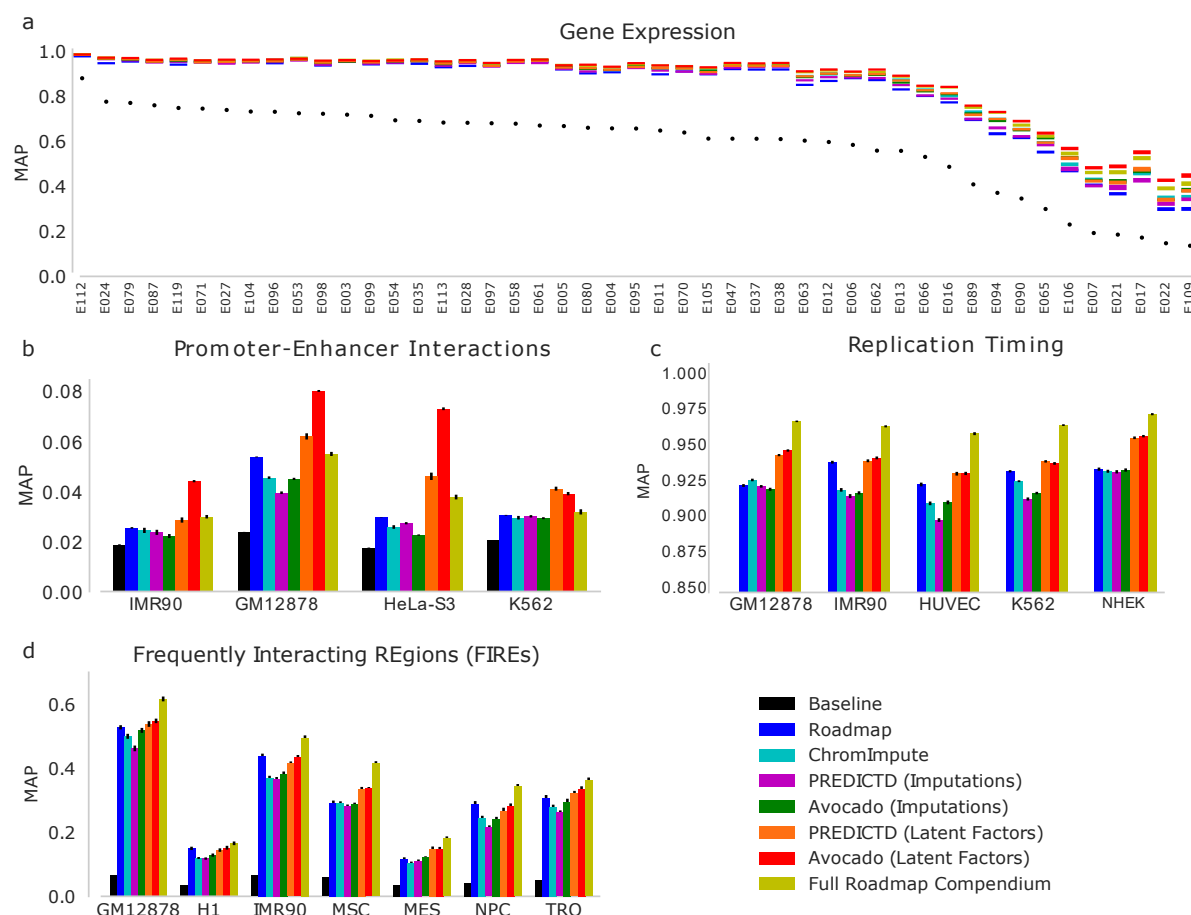 a
Gene Expression
1.0
0.8
0.6
0.4
0.2
0.0
MAP
E112 E024 E079 E087 E119 E071 E027 E104 E096 E053 E098 E003 E099 E054 E035 E113 E028 E097 E058 E061 E005 E080 E004 E095 E011 E070 E105 E047 E037 E038 E063 E012 E006 E062 E013 E066 E016 E089 E094 E090 E065 E106 E007 E021 E017 E022 E109
b
Promoter-Enhancer Interactions
0.08
0.06
0.04
0.02
0.00
MAP
IMR90 GM12878 HeLa-S3 K562
c
Replication Timing
1.000
0.975
0.950
0.925
0.900
0.875
0.850
MAP
GM12878 IMR90 HUVEC K562 NHEK
d
Frequently Interacting REgions (FIREs)
0.6
0.4
0.2
0.0
MAP
GM12878 H1 IMR90 MSC MES NPC TRO
Baseline
Roadmap
ChromImpute
PREDICTD (Imputations)
Avocado (Imputations)
PREDICTD (Latent Factors)
Avocado (Latent Factors)
Full Roadmap Compendium